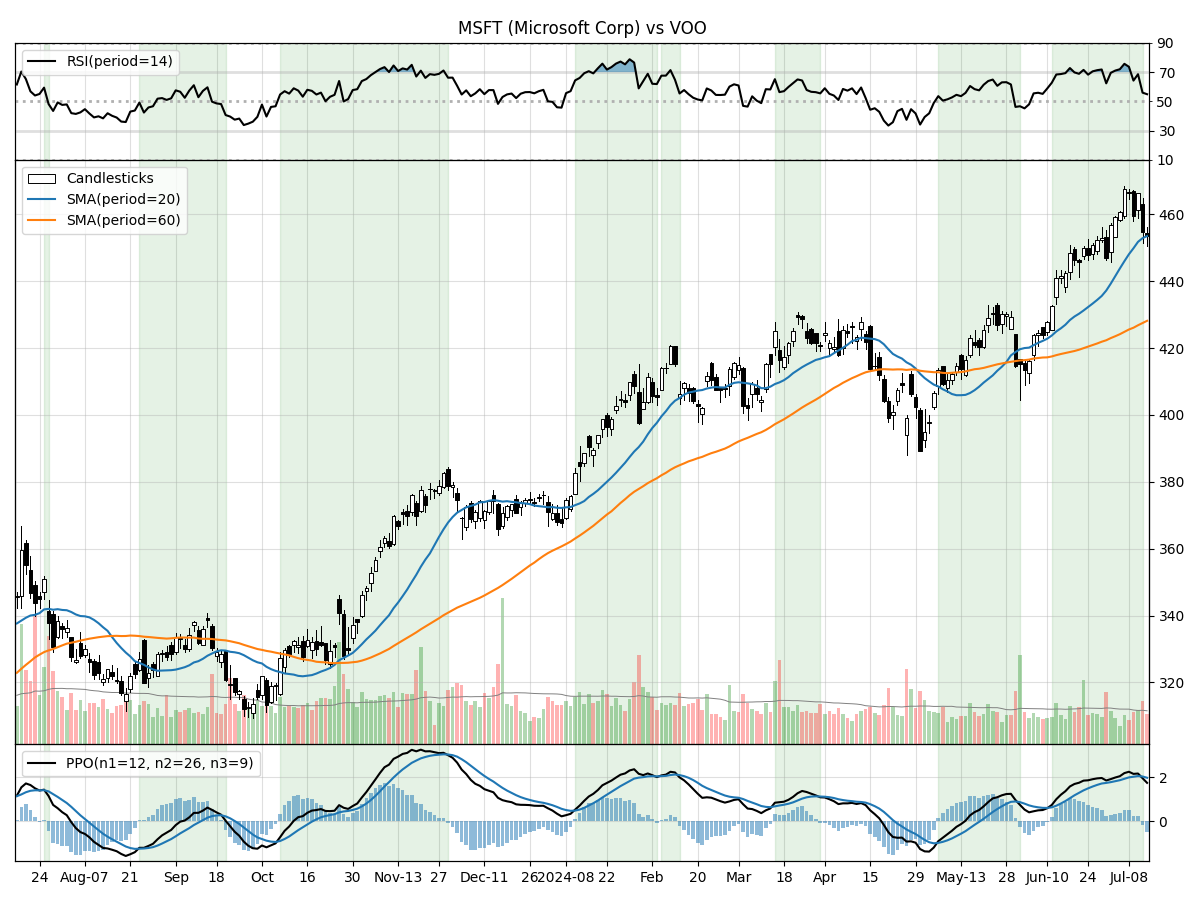 MSFT (Microsoft Corp) vs VOO
RSI(period=14)
90
70
50
30
10
Candlesticks
SMA(period=20)
SMA(period=60)
460
440
420
400
380
360
340
320
PPO(n1=12, n2=26, n3=9)
2
0
24 Aug-07 21 Sep 18 Oct 16 30 Nov-13 27 Dec-11 26 2024-08 22 Feb 20 Mar 18 Apr 15 29 May-13 28 Jun-10 24 Jul-08